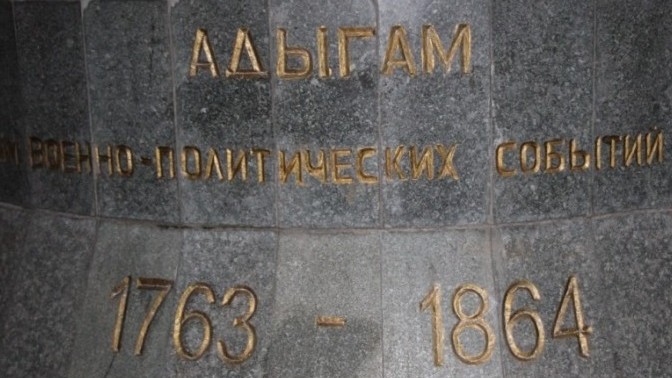 АДЫГАМ
ВОЕННО-ПОЛИТИЧЕСКИХ СОБЫТИЙ
1763 - 1864